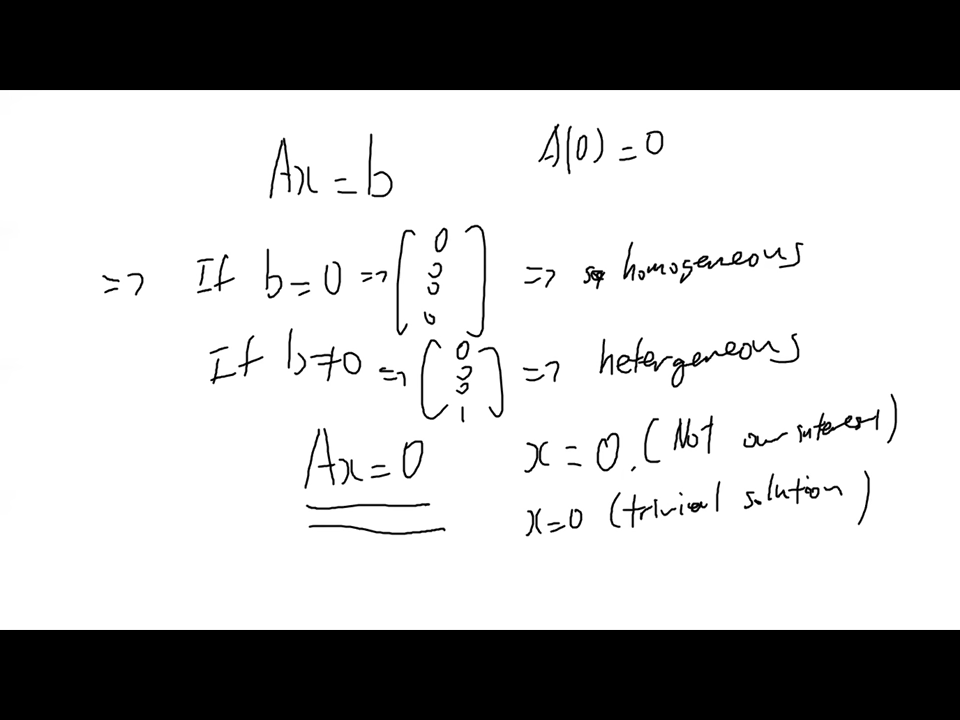 Ax = b
A(0) = 0
=> If b = 0 => [0 0 0 0] => homogeneous
If b ≠ 0 => [0 0 0 1] => hetergeneous
Ax = 0
x = 0. (Not our interest)
x = 0 (trivial solution)